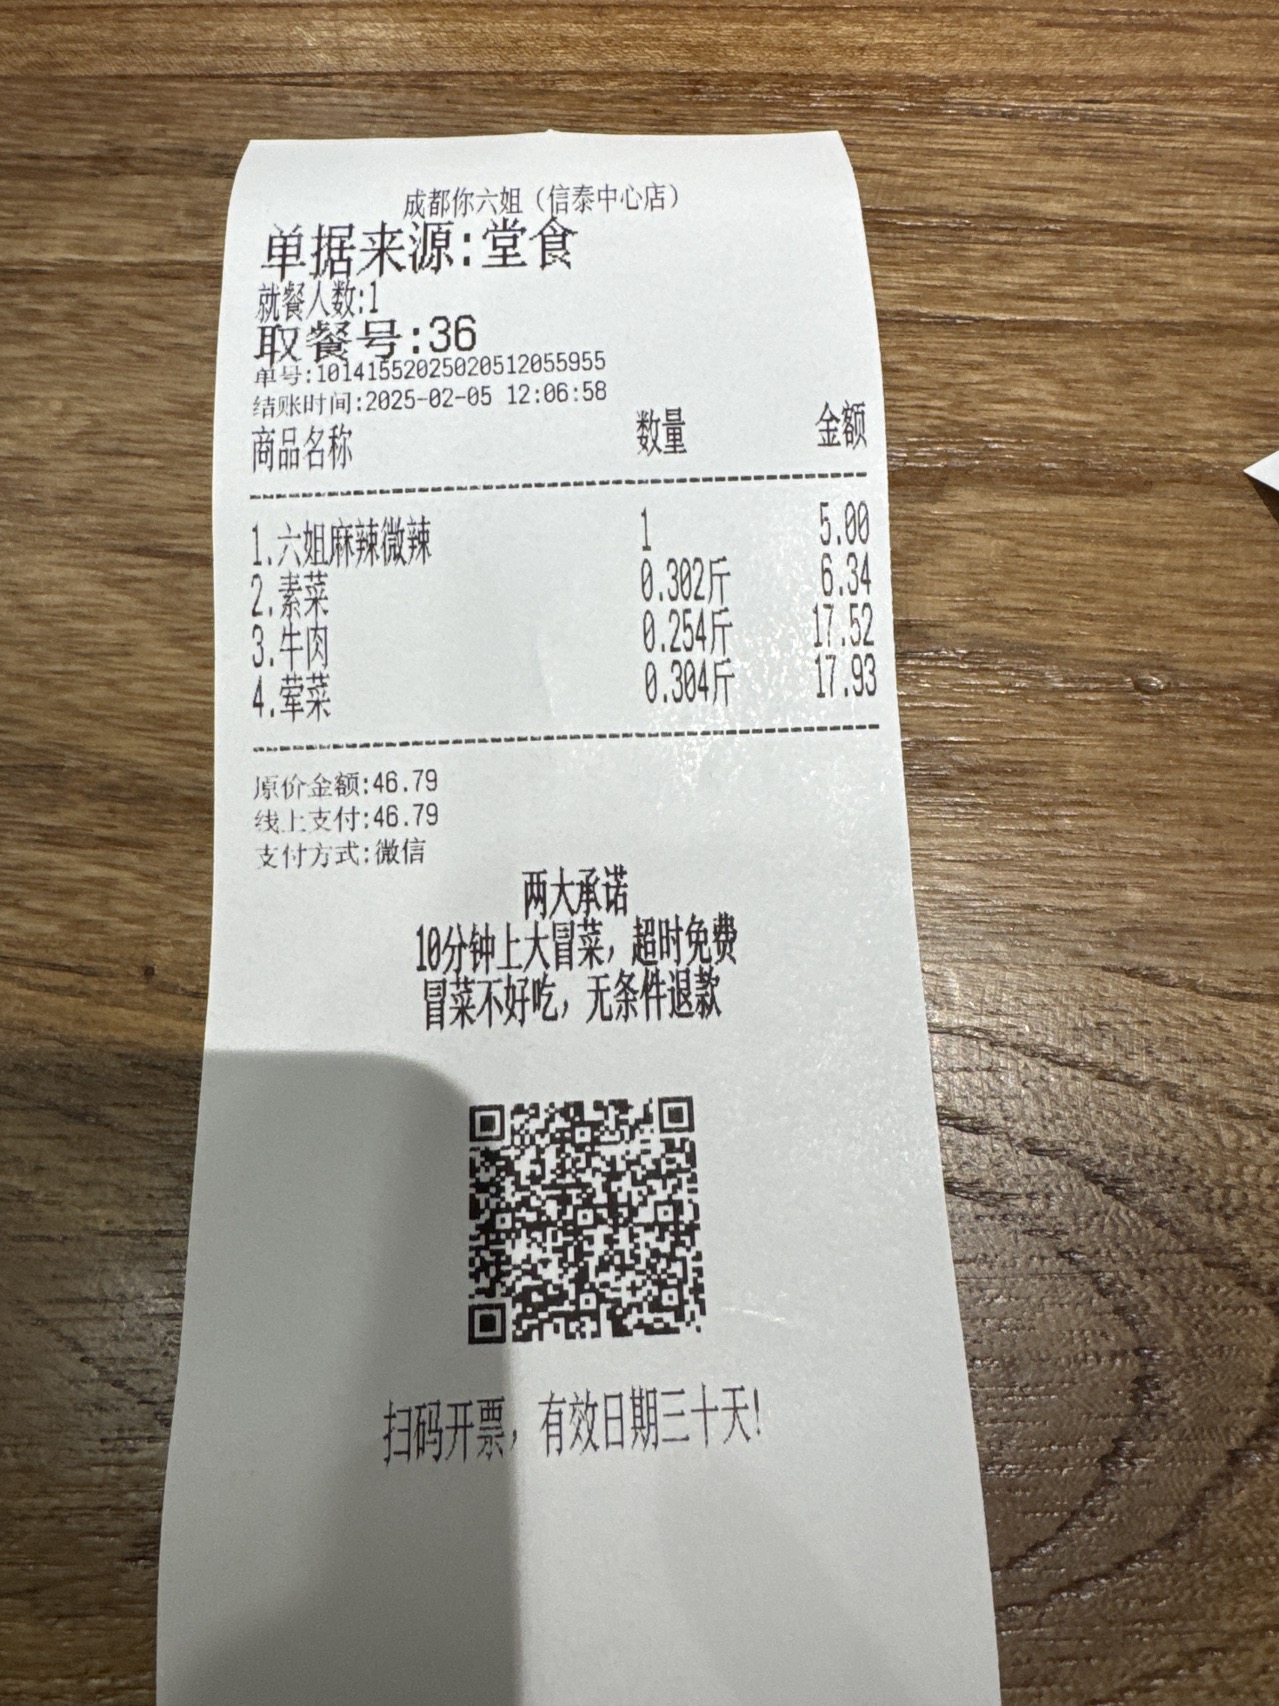 成都你六姐（信泰中心店）
单据来源:堂食
就餐人数:1
取餐号:36
单号:10141552025020512055955
结账时间:2025-02-05 12:06:58
商品名称 数量 金额
1.六姐麻辣微辣 1 5.00
2.素菜 0.302斤 6.34
3.牛肉 0.254斤 17.52
4.荤菜 0.304斤 17.93
原价金额:46.79
线上支付:46.79
支付方式:微信
两大承诺
10分钟上大冒菜，超时免费
冒菜不好吃，无条件退款
扫码开票，有效日期三十天!